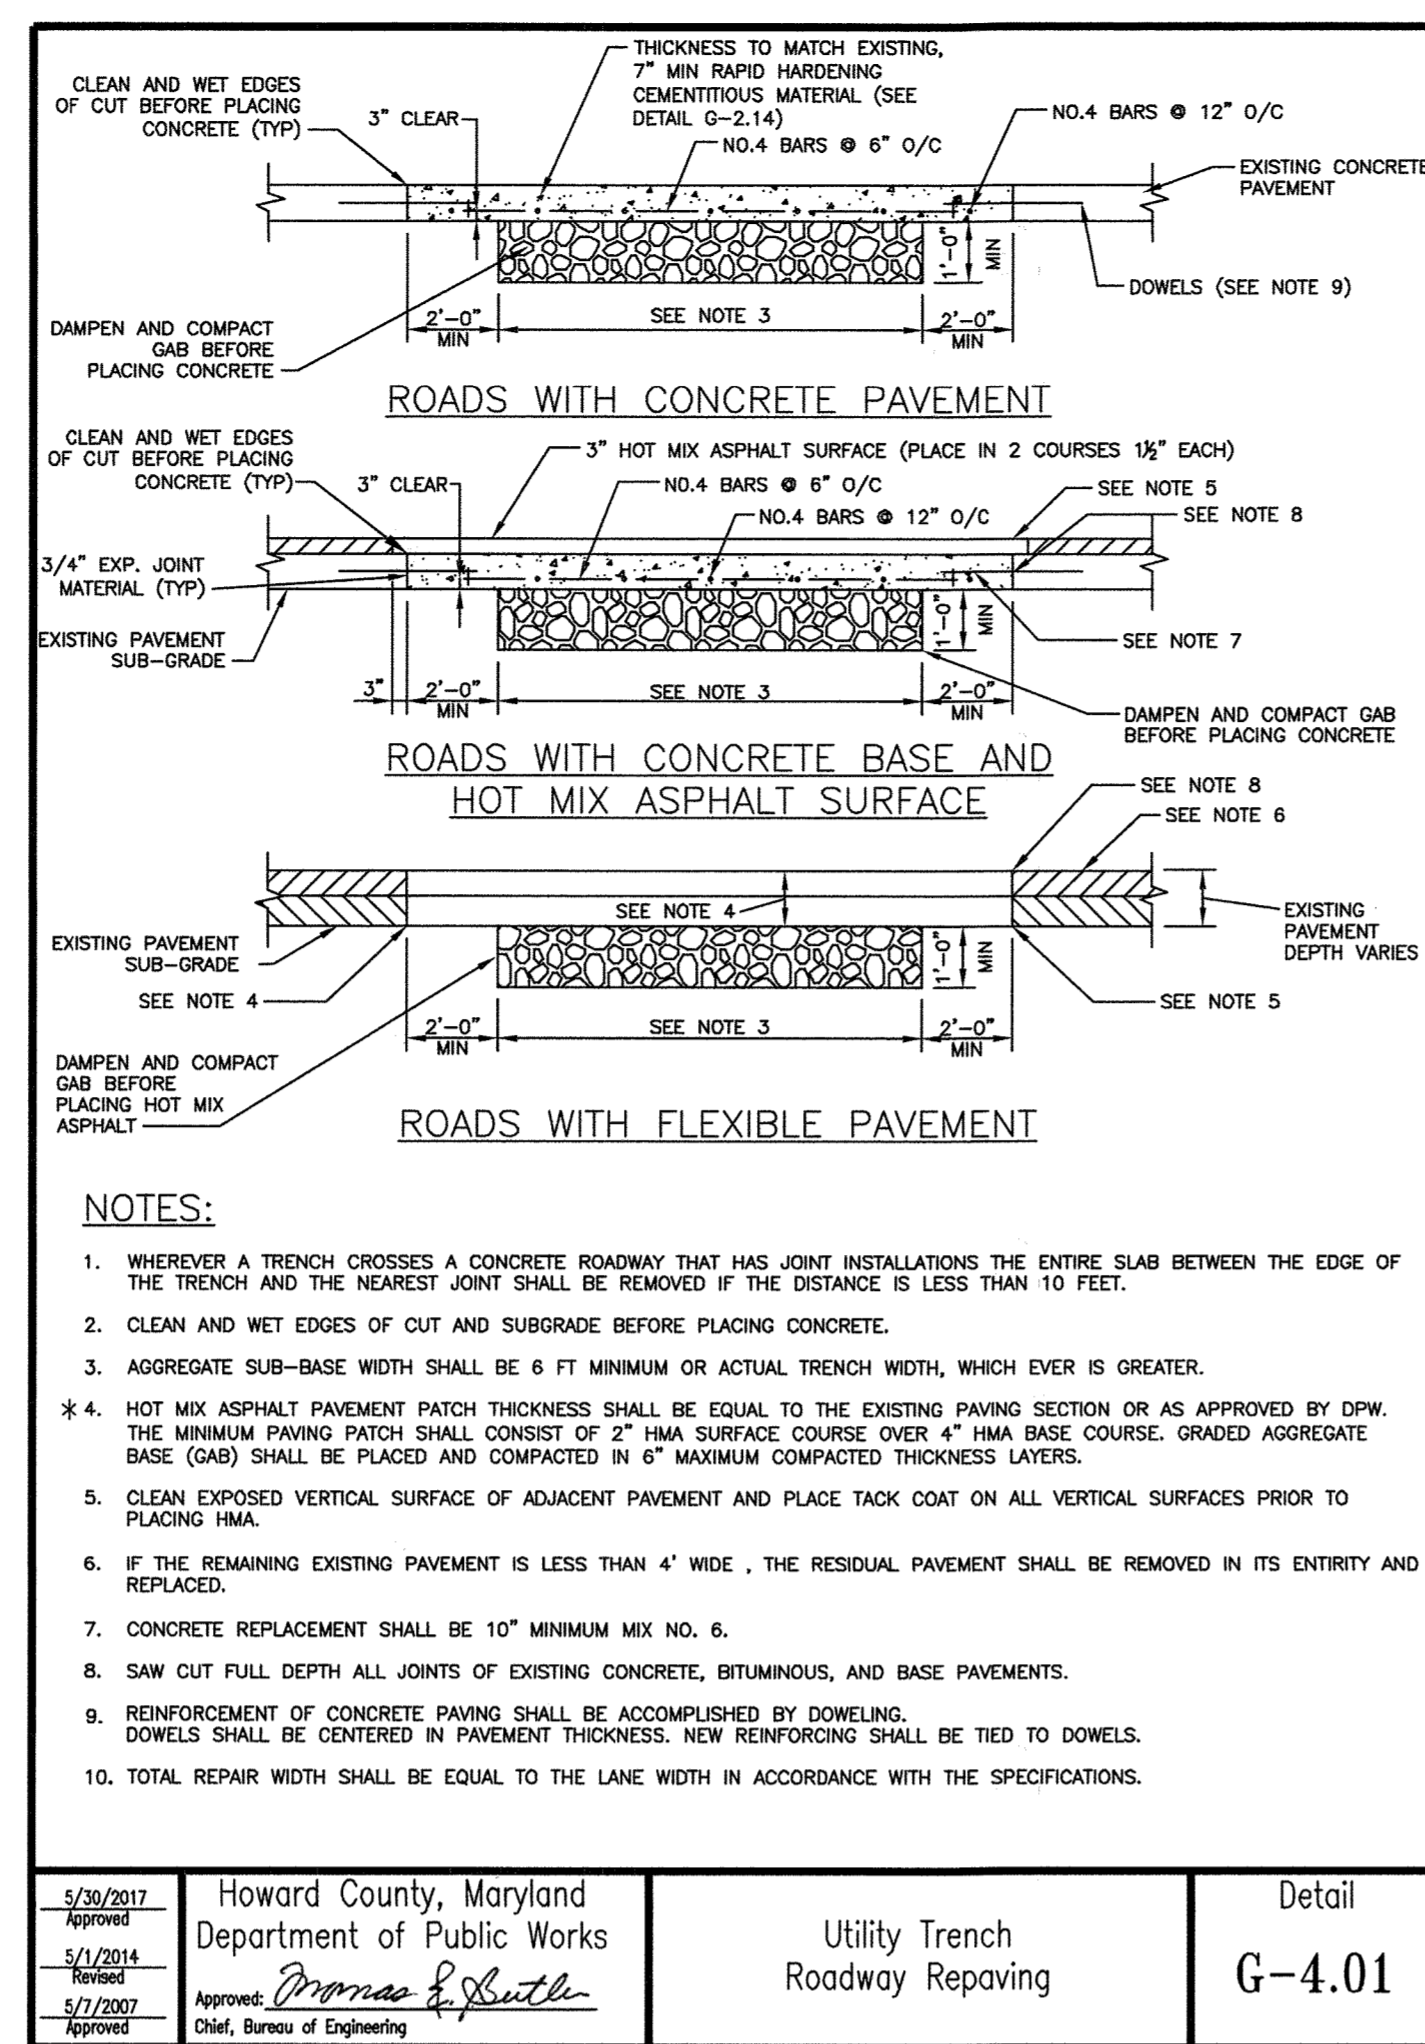 THICKNESS TO MATCH EXISTING,
7" MIN RAPID HARDENING
CEMENTITIOUS MATERIAL (SEE
DETAIL G-2.14)
CLEAN AND WET EDGES
OF CUT BEFORE PLACING
CONCRETE (TYP)
3" CLEAR
NO.4 BARS @ 6" O/C
NO.4 BARS @ 12" O/C
EXISTING CONCRETE
PAVEMENT
1'-0"
MIN
DOWELS (SEE NOTE 9)
DAMPEN AND COMPACT
GAB BEFORE
PLACING CONCRETE
2'-0"
MIN
SEE NOTE 3
2'-0"
MIN
ROADS WITH CONCRETE PAVEMENT
CLEAN AND WET EDGES
OF CUT BEFORE PLACING
CONCRETE (TYP)
3" HOT MIX ASPHALT SURFACE (PLACE IN 2 COURSES 1½" EACH)
3" CLEAR
NO.4 BARS @ 6" O/C
NO.4 BARS @ 12" O/C
SEE NOTE 5
SEE NOTE 8
3/4" EXP. JOINT
MATERIAL (TYP)
EXISTING PAVEMENT
SUB-GRADE
1'-0"
MIN
SEE NOTE 7
3"
2'-0"
MIN
SEE NOTE 3
2'-0"
MIN
DAMPEN AND COMPACT GAB
BEFORE PLACING CONCRETE
ROADS WITH CONCRETE BASE AND
HOT MIX ASPHALT SURFACE
SEE NOTE 8
SEE NOTE 6
SEE NOTE 4
EXISTING
PAVEMENT
DEPTH VARIES
EXISTING PAVEMENT
SUB-GRADE
SEE NOTE 4
1'-0"
MIN
SEE NOTE 5
2'-0"
MIN
SEE NOTE 3
2'-0"
MIN
DAMPEN AND COMPACT
GAB BEFORE
PLACING HOT MIX
ASPHALT
ROADS WITH FLEXIBLE PAVEMENT
NOTES:
1. WHEREVER A TRENCH CROSSES A CONCRETE ROADWAY THAT HAS JOINT INSTALLATIONS THE ENTIRE SLAB BETWEEN THE EDGE OF
THE TRENCH AND THE NEAREST JOINT SHALL BE REMOVED IF THE DISTANCE IS LESS THAN 10 FEET.
2. CLEAN AND WET EDGES OF CUT AND SUBGRADE BEFORE PLACING CONCRETE.
3. AGGREGATE SUB-BASE WIDTH SHALL BE 6 FT MINIMUM OR ACTUAL TRENCH WIDTH, WHICH EVER IS GREATER.
* 4. HOT MIX ASPHALT PAVEMENT PATCH THICKNESS SHALL BE EQUAL TO THE EXISTING PAVING SECTION OR AS APPROVED BY DPW.
THE MINIMUM PAVING PATCH SHALL CONSIST OF 2" HMA SURFACE COURSE OVER 4" HMA BASE COURSE. GRADED AGGREGATE
BASE (GAB) SHALL BE PLACED AND COMPACTED IN 6" MAXIMUM COMPACTED THICKNESS LAYERS.
5. CLEAN EXPOSED VERTICAL SURFACE OF ADJACENT PAVEMENT AND PLACE TACK COAT ON ALL VERTICAL SURFACES PRIOR TO
PLACING HMA.
6. IF THE REMAINING EXISTING PAVEMENT IS LESS THAN 4' WIDE , THE RESIDUAL PAVEMENT SHALL BE REMOVED IN ITS ENTIRITY AND
REPLACED.
7. CONCRETE REPLACEMENT SHALL BE 10" MINIMUM MIX NO. 6.
8. SAW CUT FULL DEPTH ALL JOINTS OF EXISTING CONCRETE, BITUMINOUS, AND BASE PAVEMENTS.
9. REINFORCEMENT OF CONCRETE PAVING SHALL BE ACCOMPLISHED BY DOWELING.
DOWELS SHALL BE CENTERED IN PAVEMENT THICKNESS. NEW REINFORCING SHALL BE TIED TO DOWELS.
10. TOTAL REPAIR WIDTH SHALL BE EQUAL TO THE LANE WIDTH IN ACCORDANCE WITH THE SPECIFICATIONS.
5/30/2017
Approved
5/1/2014
Revised
5/7/2007
Approved
Howard County, Maryland
Department of Public Works
Approved: Thomas E. Butler
Chief, Bureau of Engineering
Utility Trench
Roadway Repaving
Detail
G-4.01